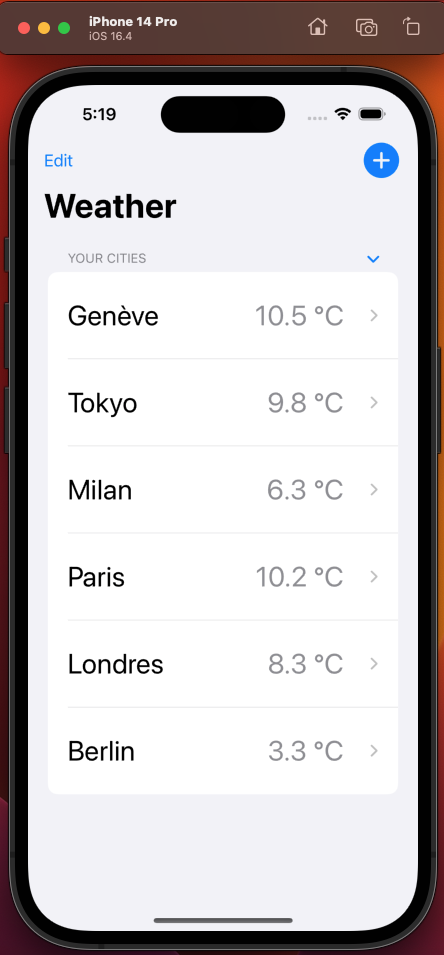 iPhone 14 Pro
iOS 16.4
5:19
Edit
Weather
YOUR CITIES
Genève 10.5 °C
Tokyo 9.8 °C
Milan 6.3 °C
Paris 10.2 °C
Londres 8.3 °C
Berlin 3.3 °C